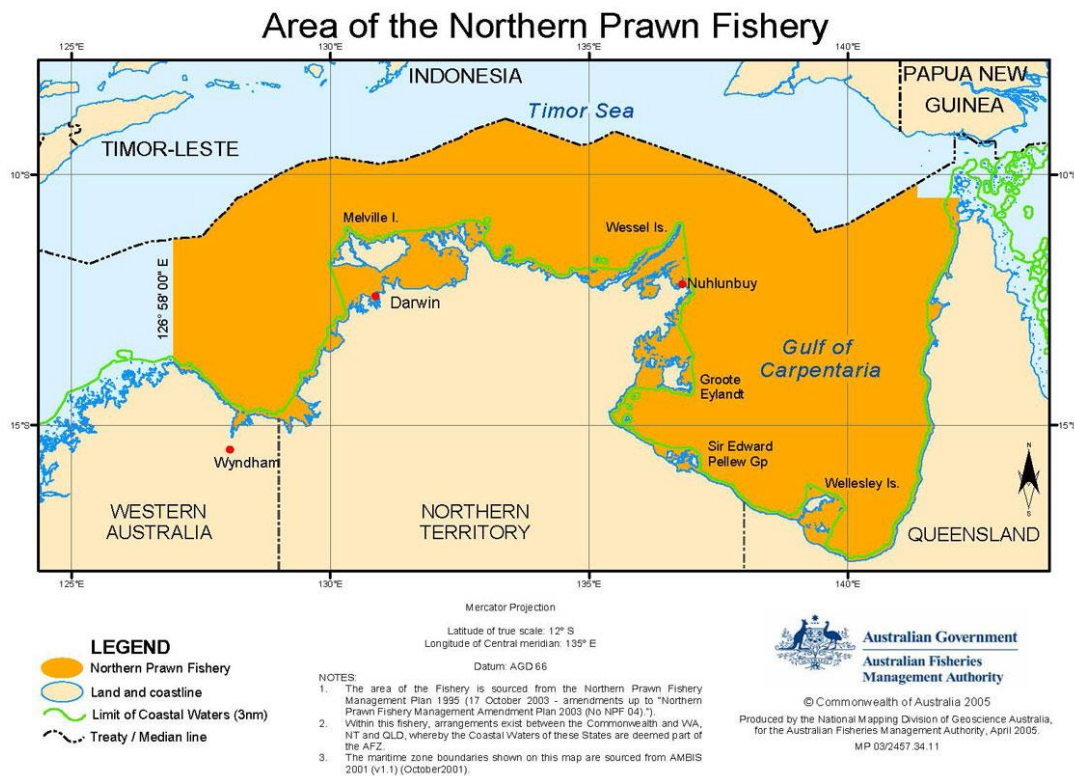 Area of the Northern Prawn Fishery
125°E
130°E
135°E
140°E
INDONESIA
PAPUA NEW
GUINEA
Timor Sea
TIMOR-LESTE
10°S
10°S
Melville I.
Wessel Is.
126° 58' 00" E
Nuhlunbuy
Darwin
Gulf of
Carpentaria
Groote
Eylandt
15°S
15°S
Sir Edward
Pellew Gp
Wyndham
Wellesley Is.
N
S
WESTERN
AUSTRALIA
NORTHERN
TERRITORY
QUEENSLAND
125°E
130°E
135°E
140°E
Mercator Projection
Latitude of true scale: 12° S
Longitude of Central meridian: 135° E
Datum: AGD 66
LEGEND
Northern Prawn Fishery
Land and coastline
Limit of Coastal Waters (3nm)
Treaty / Median line
NOTES:
1. The area of the Fishery is sourced from the Northern Prawn Fishery
Management Plan 1995 (17 October 2003 - amendments up to "Northern
Prawn Fishery Management Amendment Plan 2003 (No NPF 04).").
2. Within this fishery, arrangements exist between the Commonwealth and WA,
NT and QLD, whereby the Coastal Waters of these States are deemed part of
the AFZ.
3. The maritime zone boundaries shown on this map are sourced from AMBIS
2001 (v1.1) (October2001).
Australian Government
Australian Fisheries
Management Authority
© Commonwealth of Australia 2005
Produced by the National Mapping Division of Geoscience Australia,
for the Australian Fisheries Management Authority, April 2005.
MP 03/2457.34.11